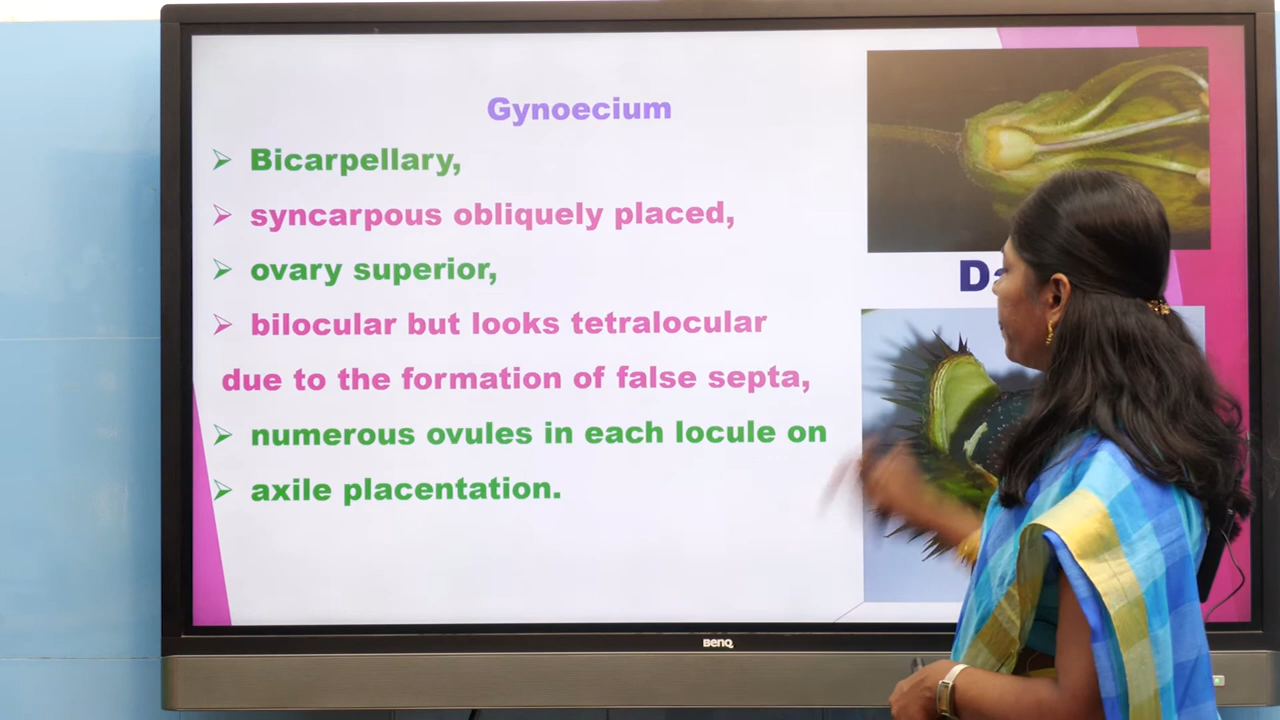 Gynoecium
Bicarpellary,
syncarpous obliquely placed,
ovary superior,
bilocular but looks tetralocular
due to the formation of false septa,
numerous ovules in each locule on
axile placentation.
BenQ